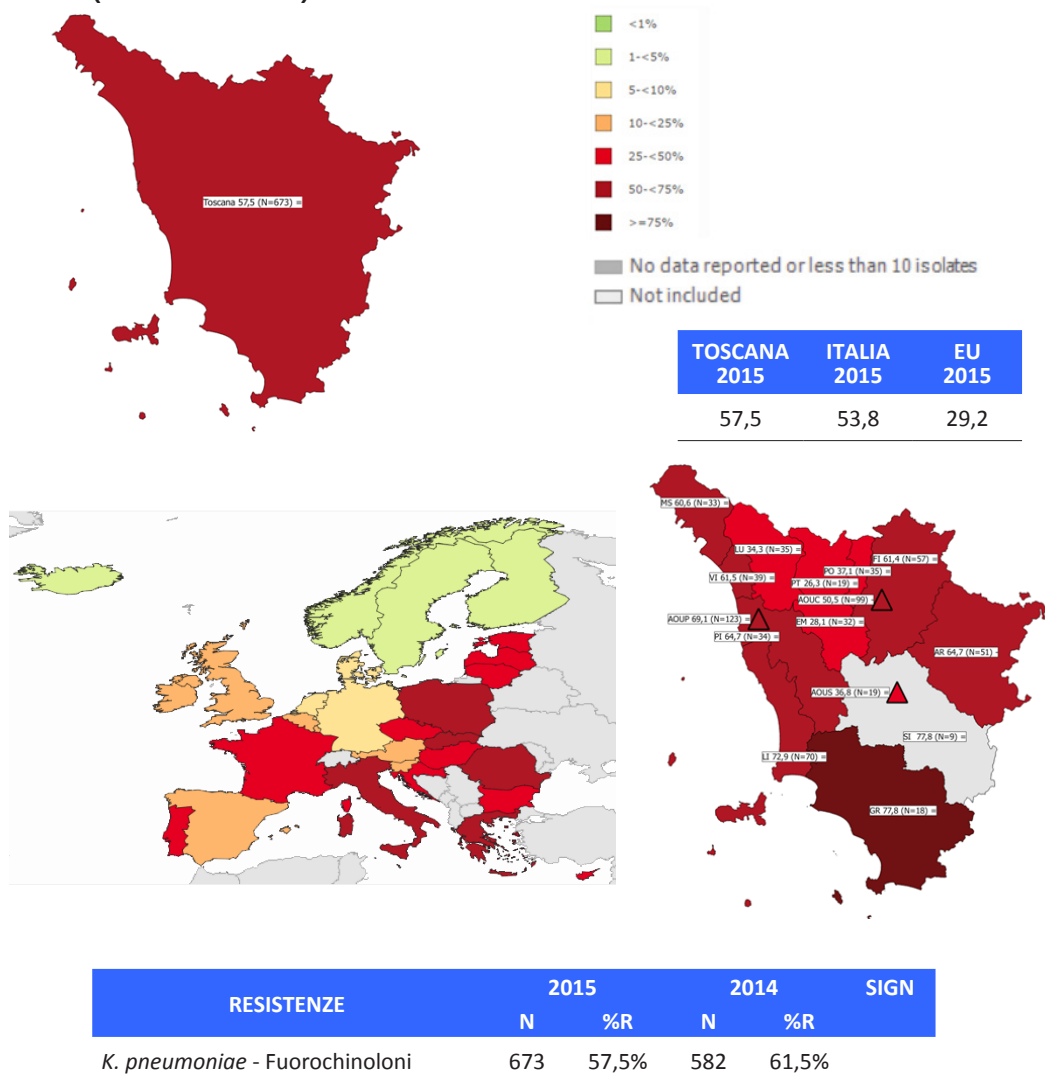 <1%
1-<5%
5-<10%
10-<25%
25-<50%
50-<75%
>=75%
No data reported or less than 10 isolates
Not included
Toscana 57,5 (N=673) =
TOSCANA 2015 ITALIA 2015 EU 2015
57,5 53,8 29,2
MS 60,6 (N=33) =
LU 34,3 (N=35) =
FI 61,4 (N=57) =
PO 37,1 (N=35) =
VI 61,5 (N=39) =
PT 26,3 (N=19) =
AOUC 50,5 (N=99)
AOUP 69,1 (N=123) =
EM 28,1 (N=32) =
PI 64,7 (N=34) =
AR 64,7 (N=51)
AOUS 36,8 (N=19) =
SI 77,8 (N=9) =
LI 72,9 (N=70) =
GR 77,8 (N=18) =
RESISTENZE 2015 2014 SIGN
N %R N %R
K. pneumoniae - Fuorochinoloni 673 57,5% 582 61,5%